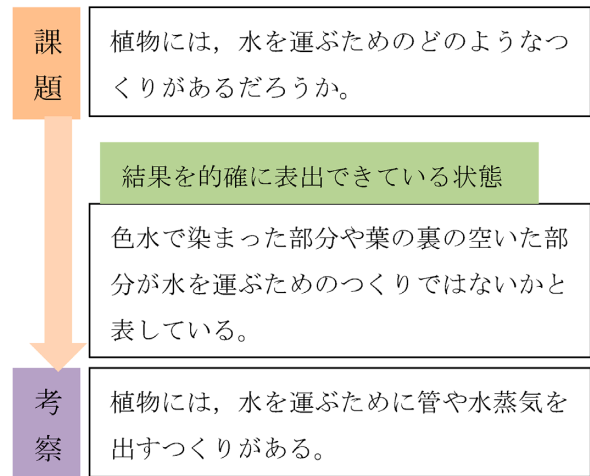 課題
植物には，水を運ぶためのどのようなつ
くりがあるだろうか。
結果を的確に表出できている状態
色水で染まった部分や葉の裏の空いた部
分が水を運ぶためのつくりではないかと
表している。
考察
植物には，水を運ぶために管や水蒸気を
出すつくりがある。